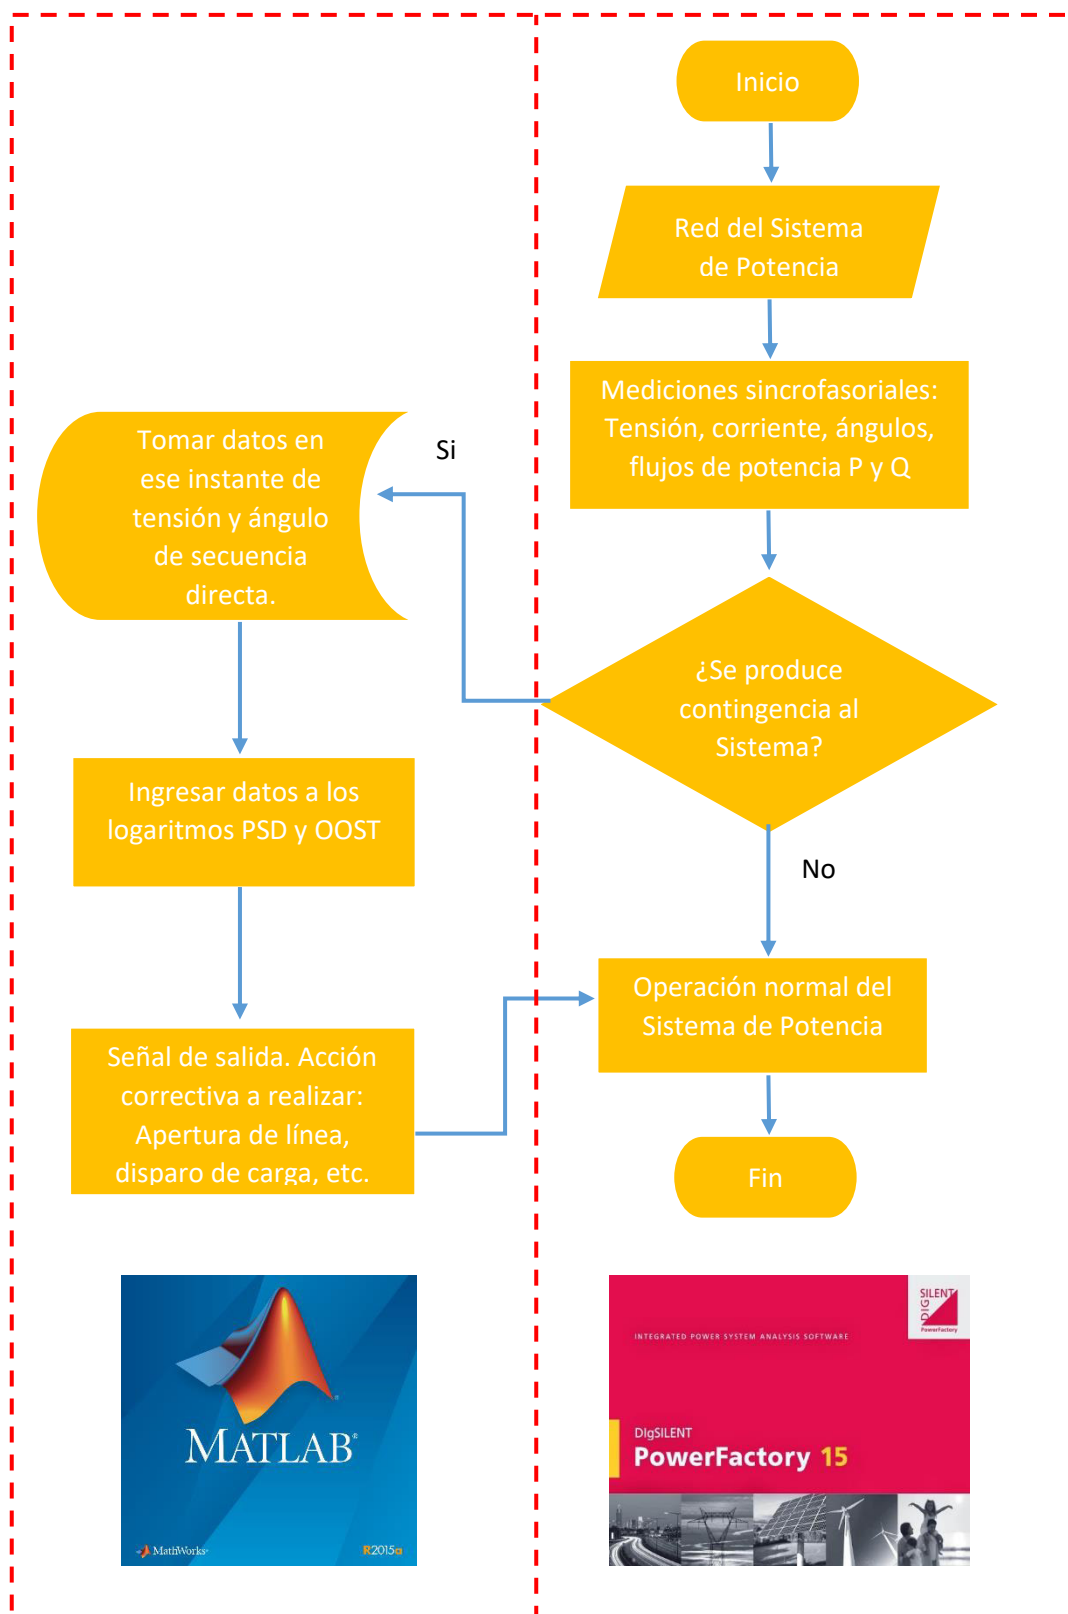 Inicio
Red del Sistema
de Potencia
Mediciones sincrofasoriales:
Tensión, corriente, ángulos,
flujos de potencia P y Q
¿Se produce
contingencia al
Sistema?
Si
Tomar datos en
ese instante de
tensión y ángulo
de secuencia
directa.
Ingresar datos a los
logaritmos PSD y OOST
Señal de salida. Acción
correctiva a realizar:
Apertura de línea,
disparo de carga, etc.
No
Operación normal del
Sistema de Potencia
Fin
MATLAB®
MathWorks®
R2015a
INTEGRATED POWER SYSTEM ANALYSIS SOFTWARE
DIgSILENT
PowerFactory
DIgSILENT
PowerFactory 15